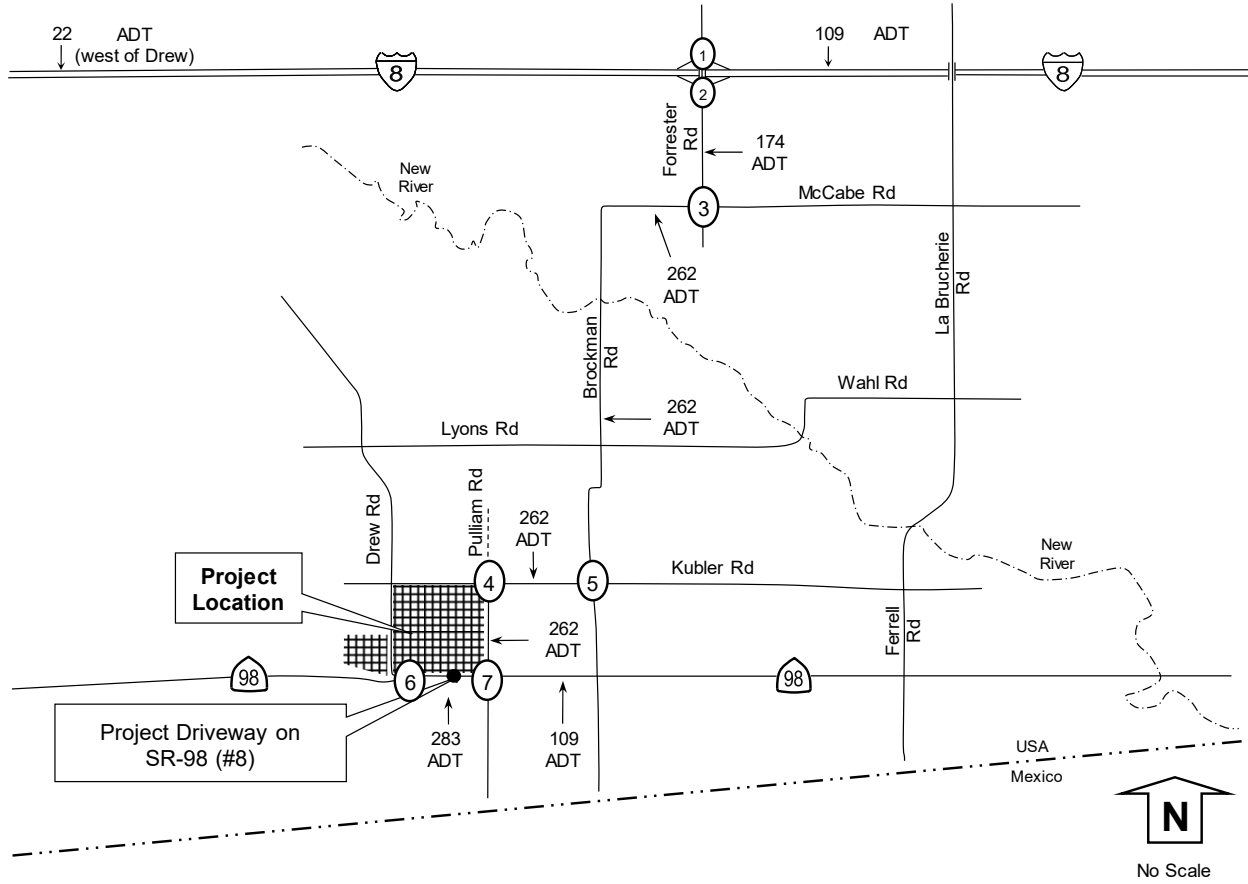 22 ADT
(west of Drew)
8
1
109 ADT
8
2
Forrester
Rd
174
ADT
New
River
3
McCabe Rd
262
ADT
La Brucherie
Rd
Brockman
Rd
Wahl Rd
262
ADT
Lyons Rd
Drew Rd
Pulliam Rd
262
ADT
New
River
Project
Location
4
5
Kubler Rd
262
ADT
Ferrell
Rd
98
6
7
98
Project Driveway on
SR-98 (#8)
283
ADT
109
ADT
USA
Mexico
N
No Scale